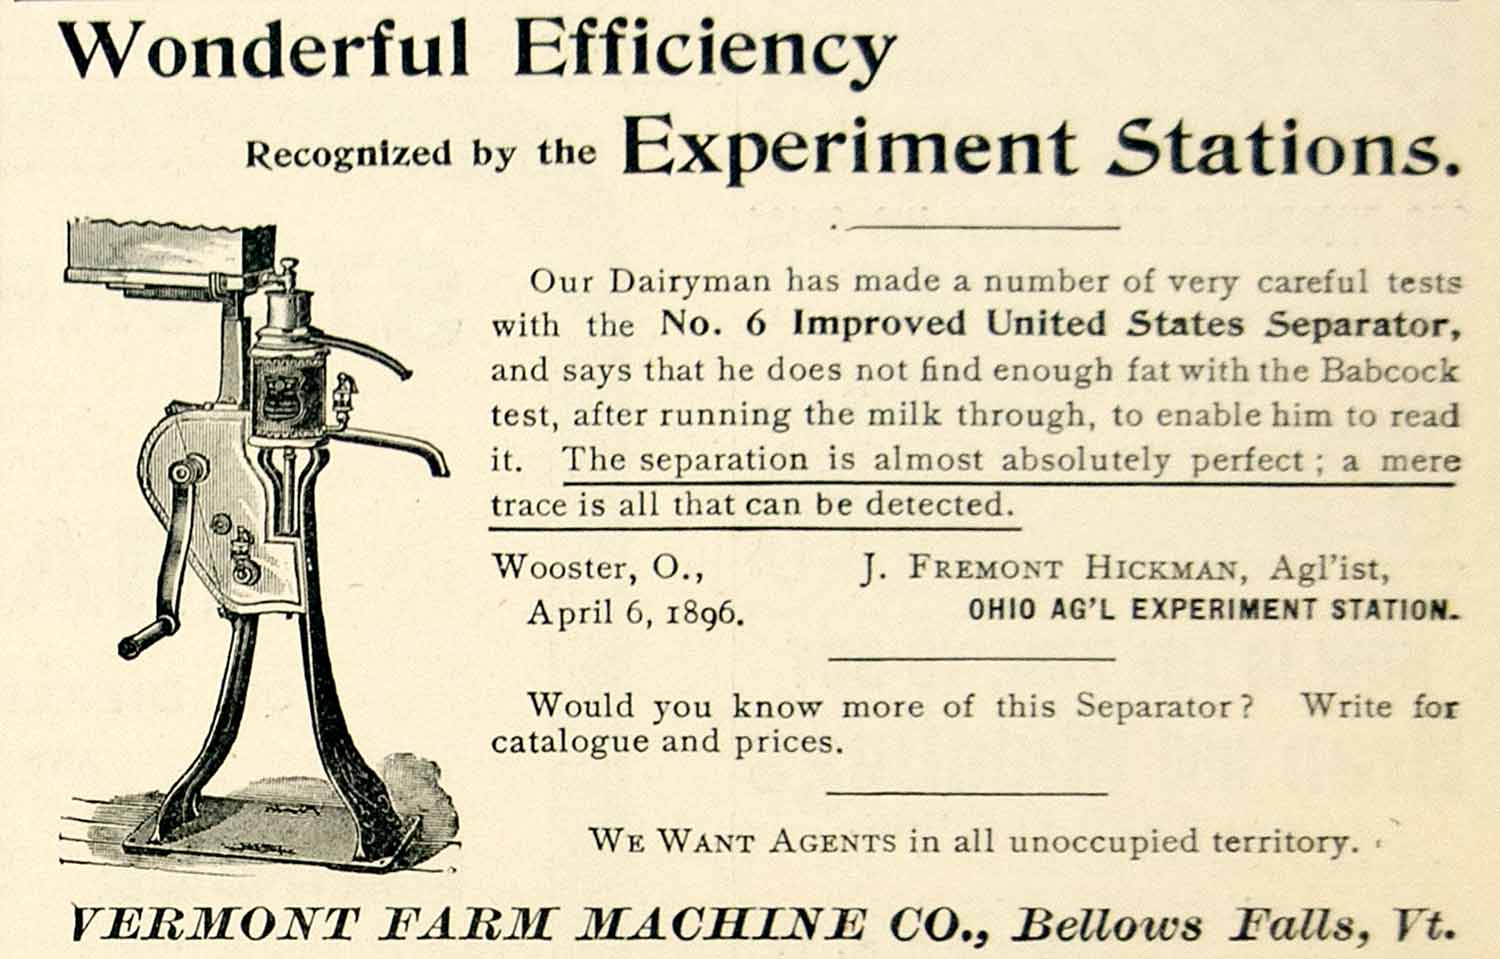 Wonderful Efficiency
Recognized by the Experiment Stations.
Our Dairyman has made a number of very careful tests
with the No. 6 Improved United States Separator,
and says that he does not find enough fat with the Babcock
test, after running the milk through, to enable him to read
it. The separation is almost absolutely perfect; a mere
trace is all that can be detected.
Wooster, O., J. FREMONT HICKMAN, Agl'ist,
April 6, 1896. OHIO AG'L EXPERIMENT STATION.
Would you know more of this Separator? Write for
catalogue and prices.
WE WANT AGENTS in all unoccupied territory.
VERMONT FARM MACHINE CO., Bellows Falls, Vt.